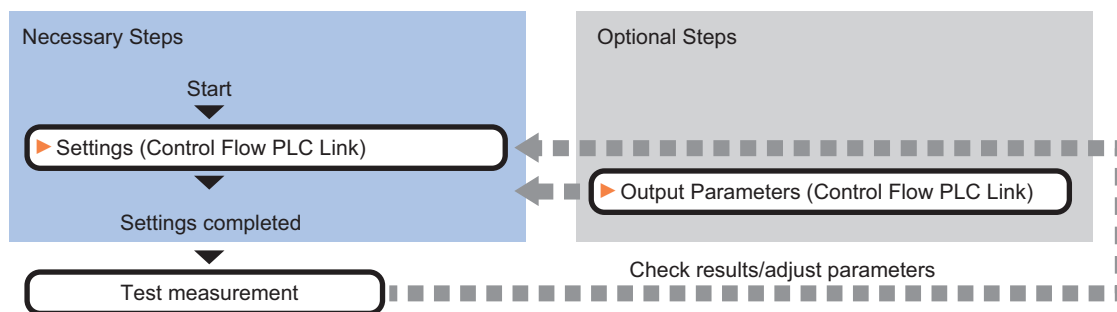 Necessary Steps
Optional Steps
Start
Settings (Control Flow PLC Link)
Output Parameters (Control Flow PLC Link)
Settings completed
Check results/adjust parameters
Test measurement